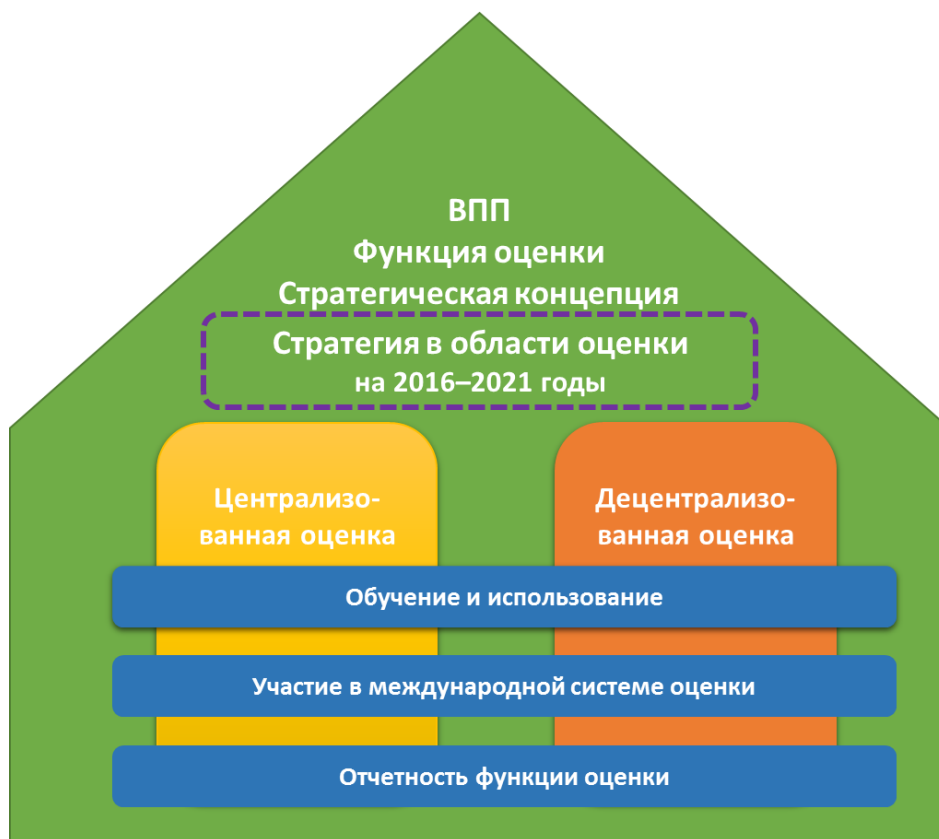 ВПП
Функция оценки
Стратегическая концепция
Стратегия в области оценки
на 2016–2021 годы
Централизо-
ванная оценка
Децентрализо-
ванная оценка
Обучение и использование
Участие в международной системе оценки
Отчетность функции оценки